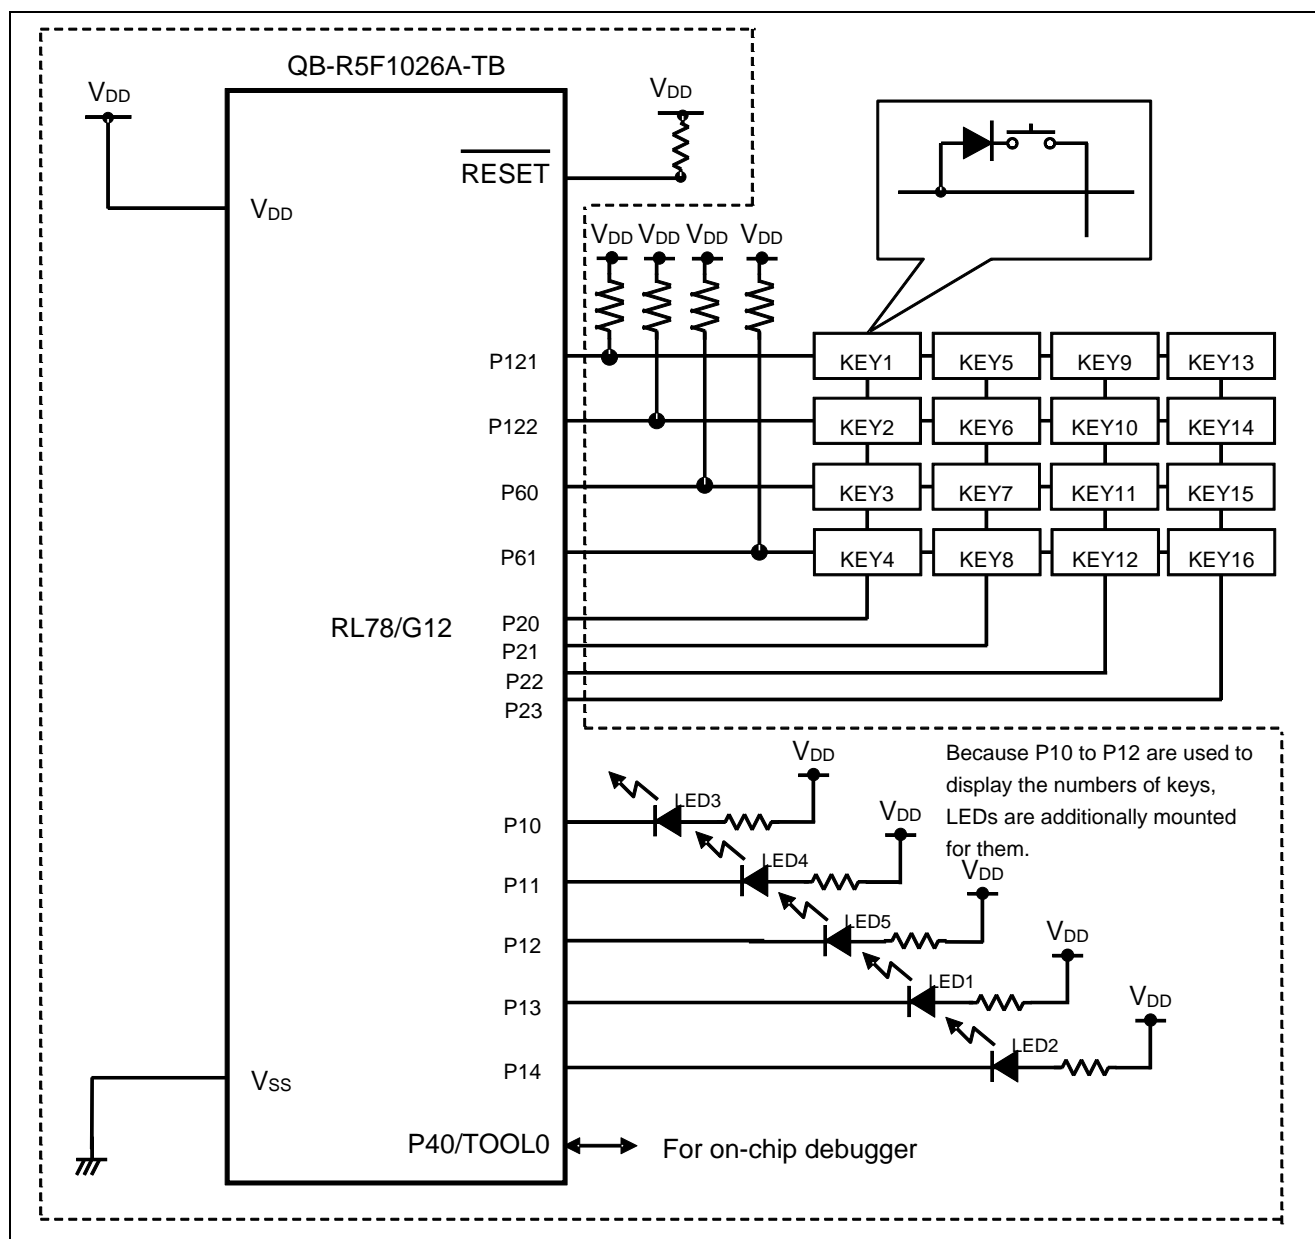 QB-R5F1026A-TB
VDD
VDD
RESET
VDD
VDD VDD VDD VDD
P121
KEY1 KEY5 KEY9 KEY13
P122
KEY2 KEY6 KEY10 KEY14
P60
KEY3 KEY7 KEY11 KEY15
P61
KEY4 KEY8 KEY12 KEY16
RL78/G12
P20
P21
P22
P23
Because P10 to P12 are used to
display the numbers of keys,
LEDs are additionally mounted
for them.
VDD
LED3
P10
VDD
LED4
P11
VDD
LED5
P12
VDD
LED1
P13
VDD
LED2
P14
VSS
P40/TOOL0
For on-chip debugger